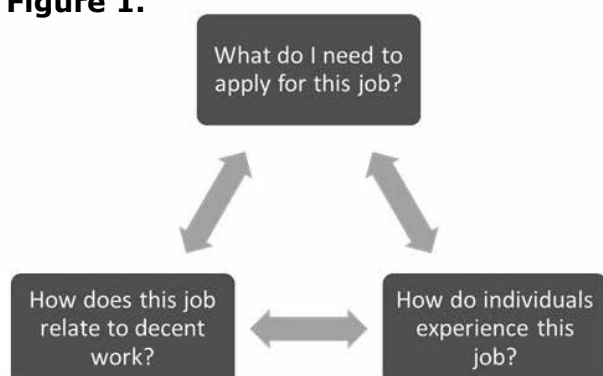 Figure 1.
What do I need to
apply for this job?
How does this job
relate to decent
work?
How do individuals
experience this
job?